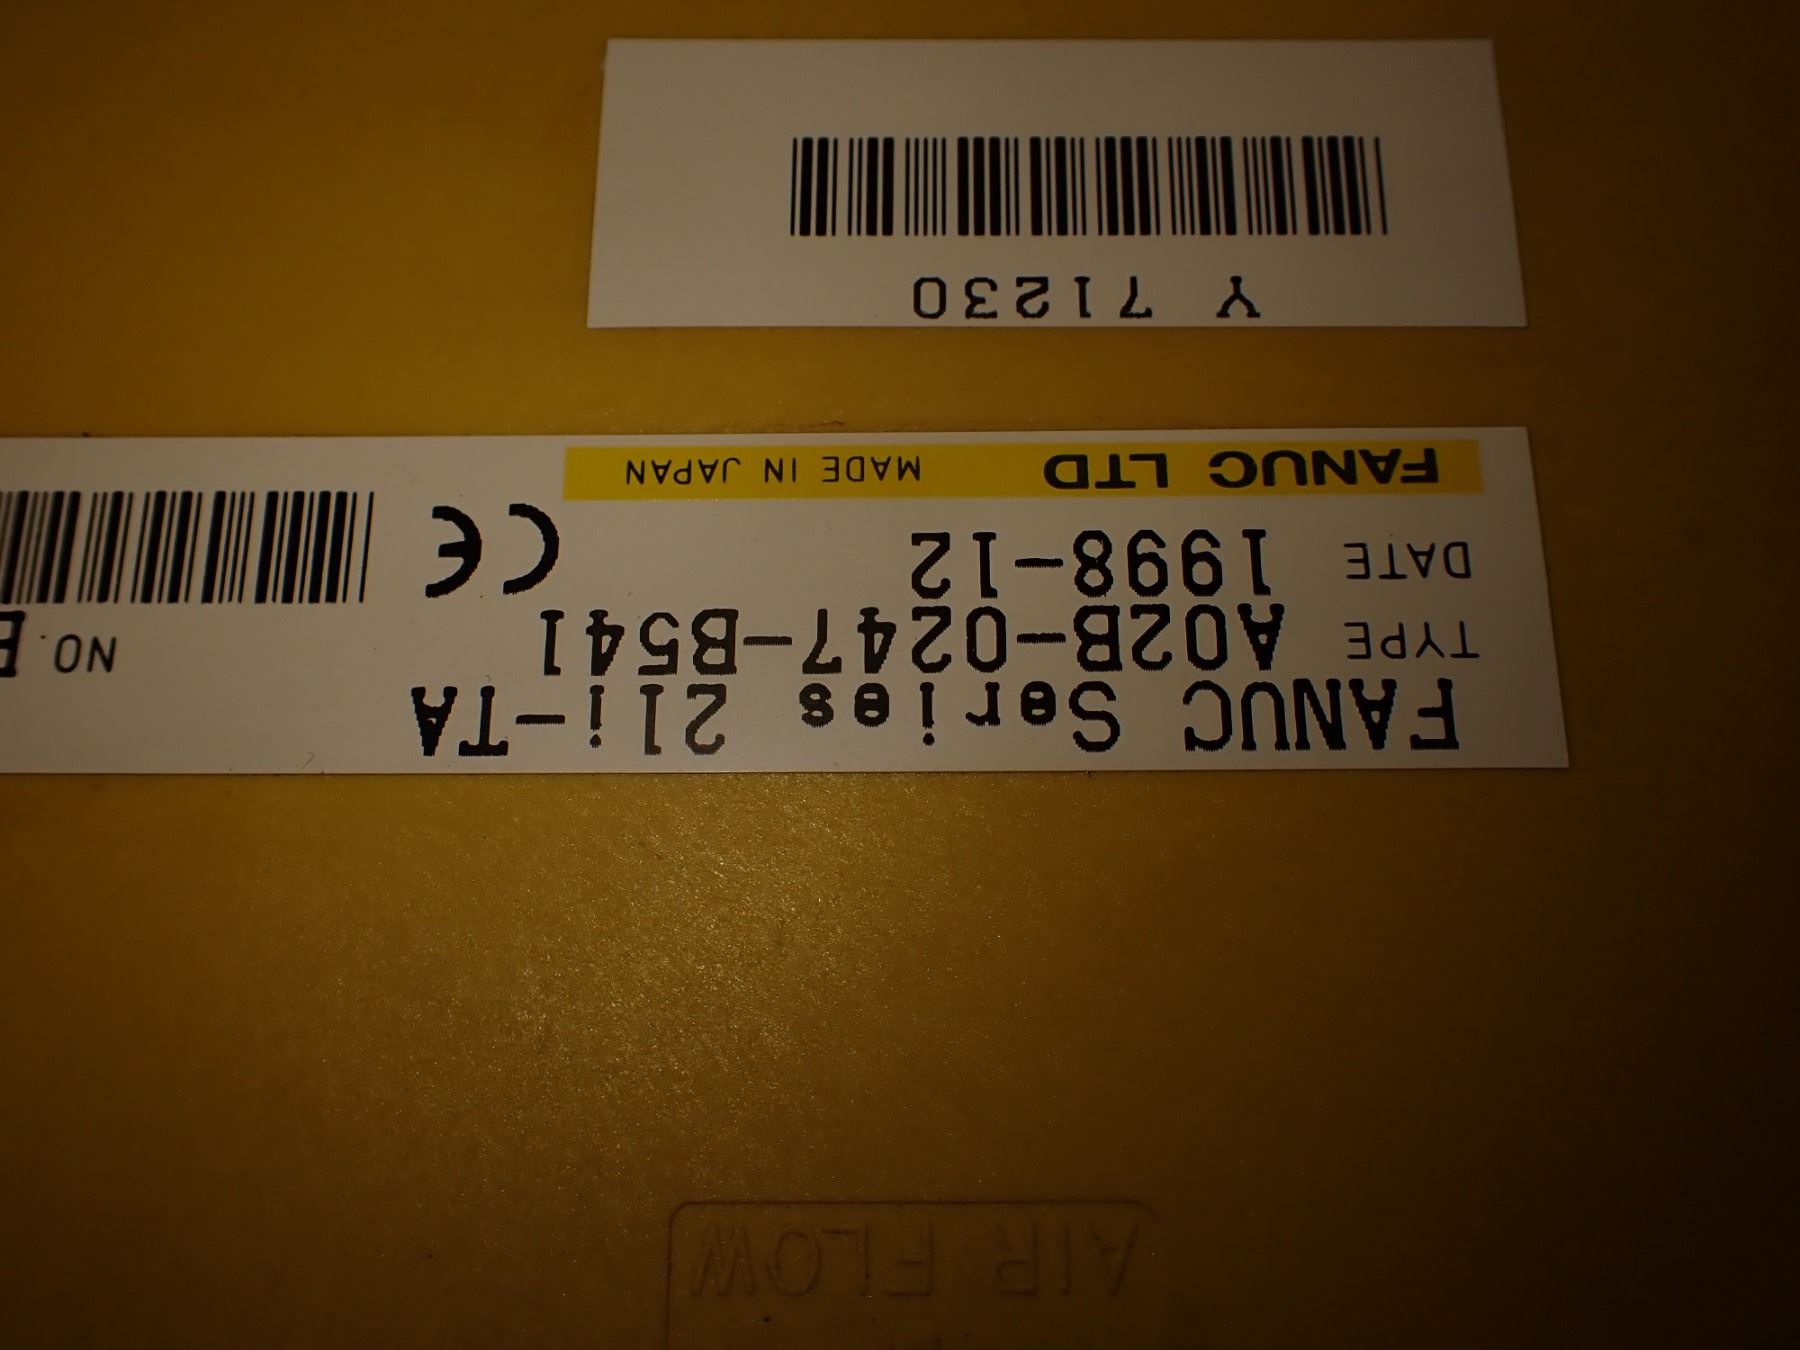 AIR FLOW
FANUC Series 21i-TA
TYPE A02B-0247-B541
NO.
DATE 1998-12
CE
FANUC LTD MADE IN JAPAN
Y 71230